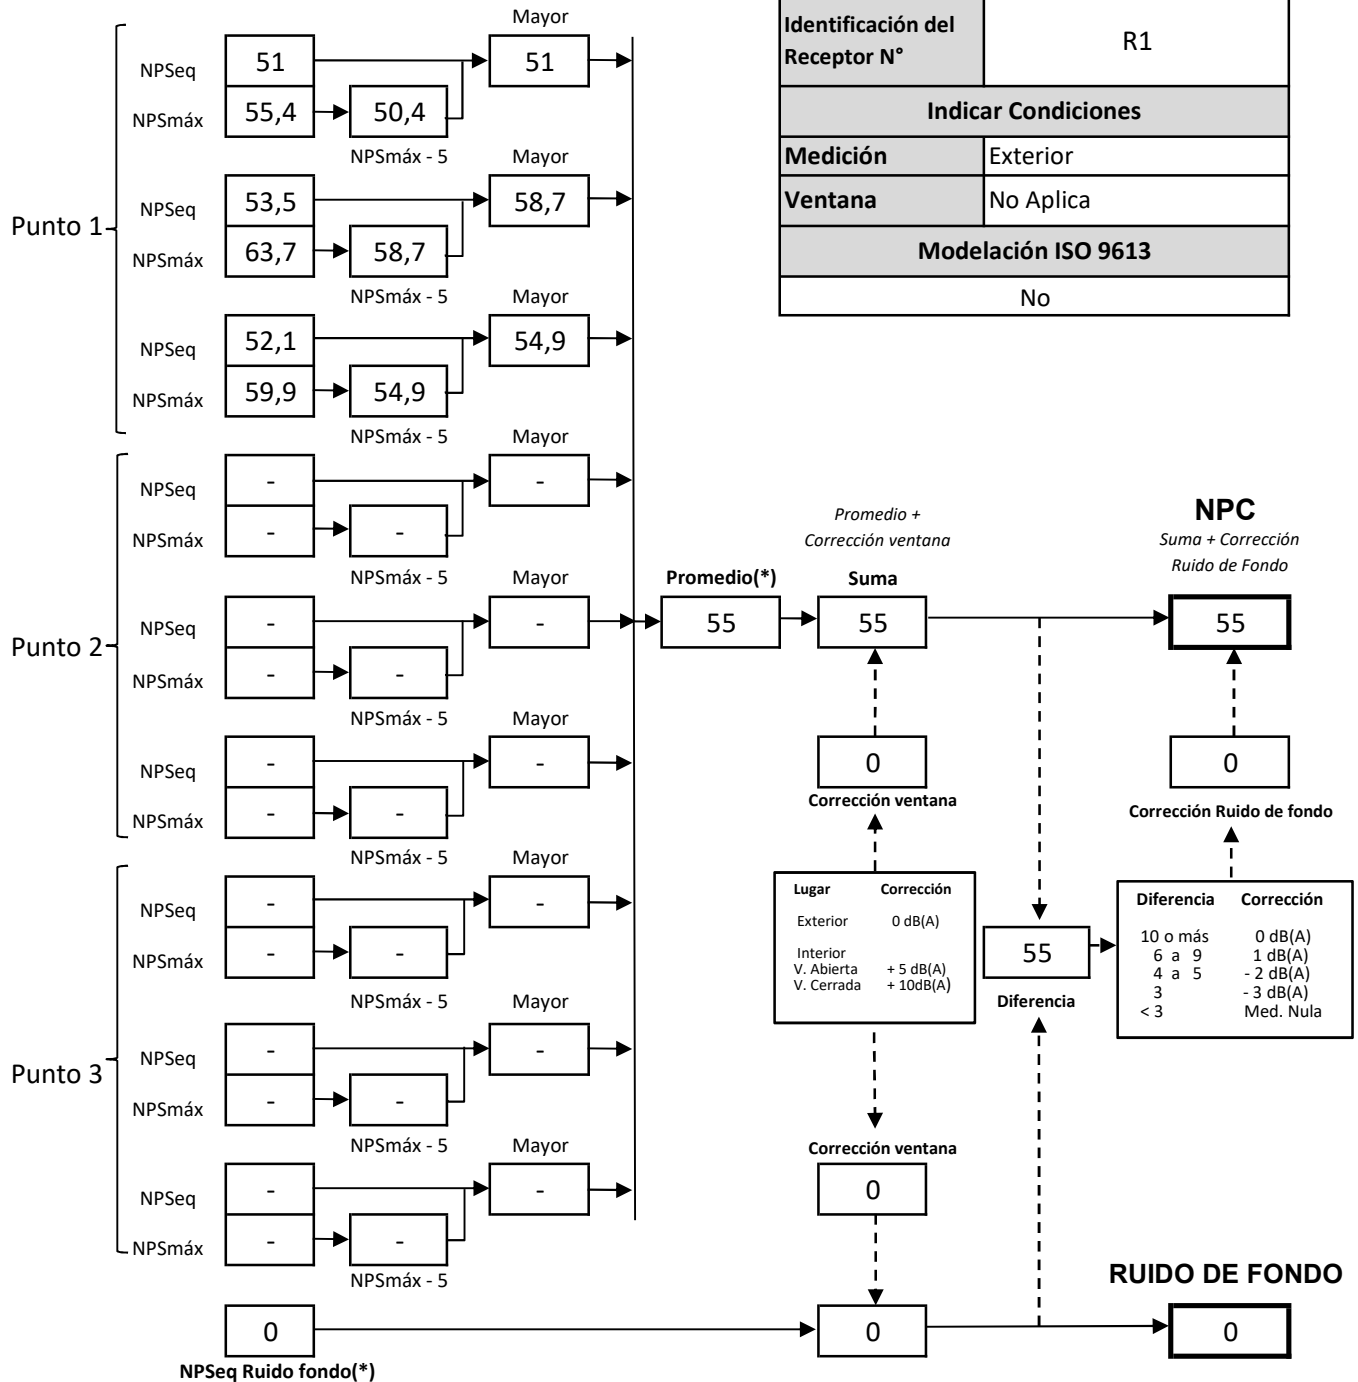 Identificación del Receptor N°
R1
Indicar Condiciones
Medición
Exterior
Ventana
No Aplica
Modelación ISO 9613
No
Punto 1
Mayor
NPSeq
51
51
NPSmáx
55,4
50,4
NPSmáx - 5
Mayor
NPSeq
53,5
58,7
NPSmáx
63,7
58,7
NPSmáx - 5
Mayor
NPSeq
52,1
54,9
NPSmáx
59,9
54,9
NPSmáx - 5
Punto 2
Mayor
NPSeq
-
-
NPSmáx
-
-
NPSmáx - 5
Mayor
NPSeq
-
-
NPSmáx
-
-
NPSmáx - 5
Mayor
NPSeq
-
-
NPSmáx
-
-
NPSmáx - 5
Punto 3
Mayor
NPSeq
-
-
NPSmáx
-
-
NPSmáx - 5
Mayor
NPSeq
-
-
NPSmáx
-
-
NPSmáx - 5
Mayor
NPSeq
-
-
NPSmáx
-
-
NPSmáx - 5
Promedio(*)
55
Promedio +
Corrección ventana
Suma
55
NPC
Suma + Corrección
Ruido de Fondo
55
0
Corrección ventana
0
Corrección Ruido de fondo
Lugar Corrección
Exterior 0 dB(A)
Interior
V. Abierta + 5 dB(A)
V. Cerrada + 10dB(A)
55
Diferencia
Diferencia Corrección
10 o más 0 dB(A)
6 a 9 1 dB(A)
4 a 5 - 2 dB(A)
3 - 3 dB(A)
< 3 Med. Nula
Corrección ventana
0
RUIDO DE FONDO
0
0
0
NPSeq Ruido fondo(*)